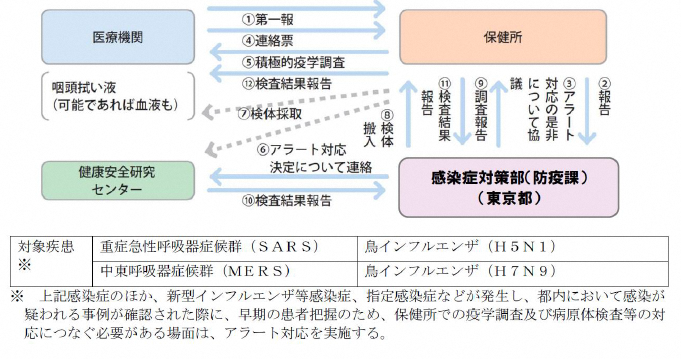 ①第一報
医療機関
④連絡票
保健所
⑤積極的疫学調査
⑫検査結果報告
咽頭拭い液
(可能であれば血液も)
⑦検体採取
⑧検体搬入
⑪検査結果報告
⑨調査報告
③アラート対応の是非について協議
②報告
⑥アラート対応
決定について連絡
健康安全研究
センター
⑩検査結果報告
感染症対策部(防疫課)
(東京都)
対象疾患
※
重症急性呼吸器症候群(SARS)
鳥インフルエンザ(H5N1)
中東呼吸器症候群(MERS)
鳥インフルエンザ(H7N9)
※ 上記感染症のほか、新型インフルエンザ等感染症、指定感染症などが発生し、都内において感染が
疑われる事例が確認された際に、早期の患者把握のため、保健所での疫学調査及び病原体検査等の対
応につなぐ必要がある場面は、アラート対応を実施する。